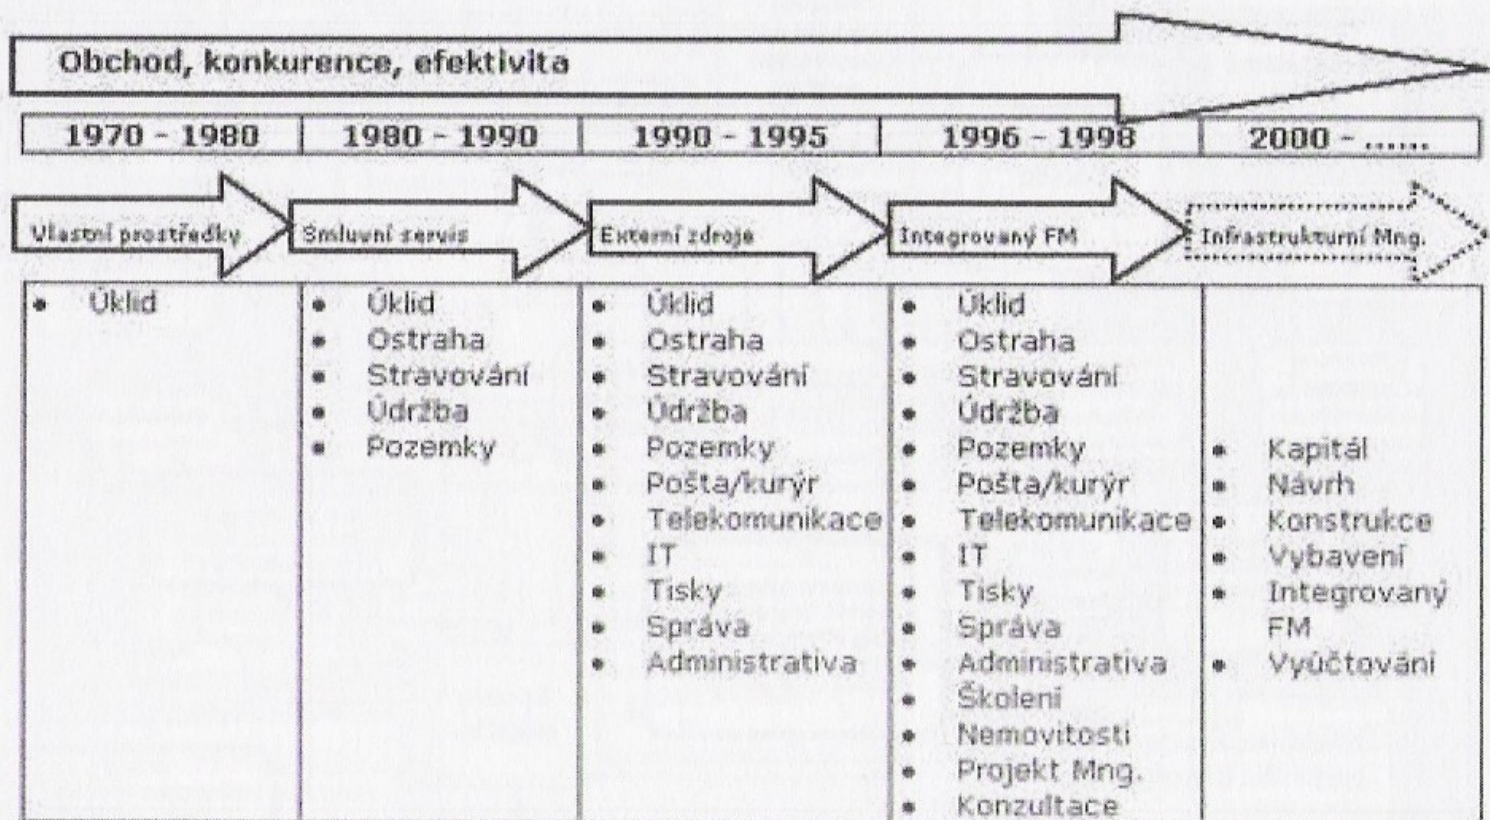 Obchod, konkurence, efektivita
1970 - 1980
1980 - 1990
1990 - 1995
1996 - 1998
2000 - ......
Vlastní prostředky
Smluvní servis
Externí zdroje
Integrovaný FM
Infrastrukturní Mng.
• Úklid
• Úklid
• Ostraha
• Stravování
• Údržba
• Pozemky
• Úklid
• Ostraha
• Stravování
• Údržba
• Pozemky
• Pošta/kurýr
• Telekomunikace
• IT
• Tisky
• Správa
• Administrativa
• Úklid
• Ostraha
• Stravování
• Údržba
• Pozemky
• Pošta/kurýr
• Telekomunikace
• IT
• Tisky
• Správa
• Administrativa
• Školení
• Nemovitosti
• Projekt Mng.
• Konzultace
• Kapitál
• Návrh
• Konstrukce
• Vybavení
• Integrovaný
FM
• Vyúčtování